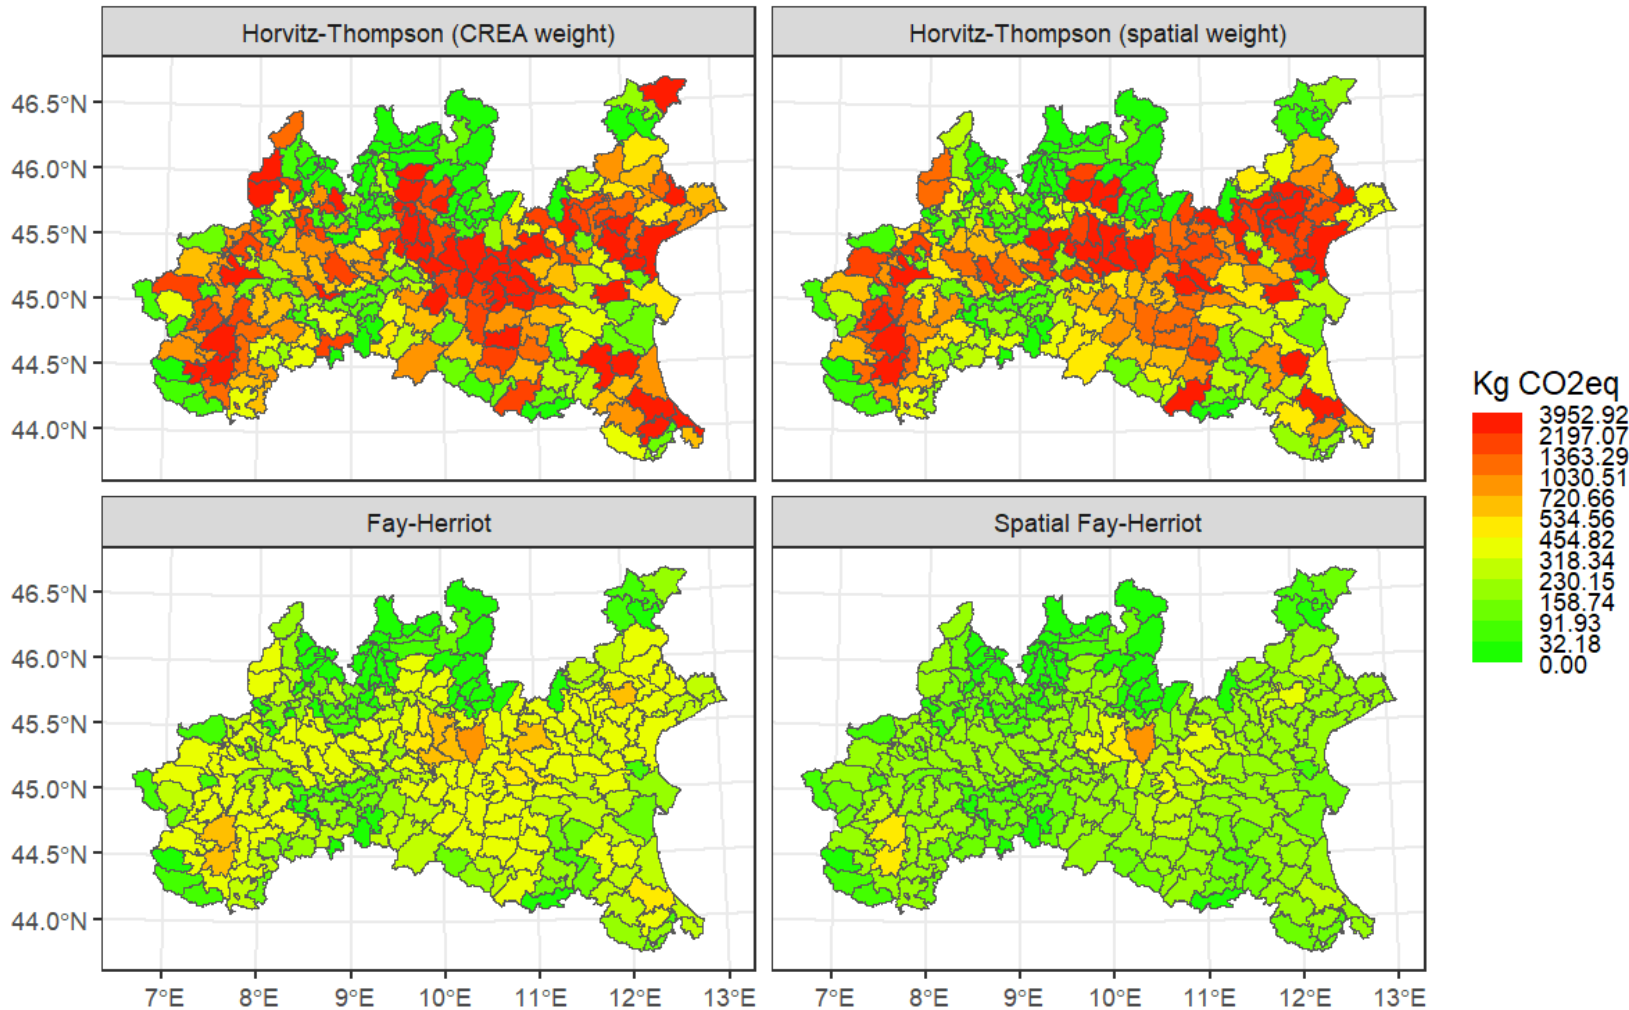 Horvitz-Thompson (CREA weight)
Horvitz-Thompson (spatial weight)
46.5°N
46.0°N
45.5°N
45.0°N
44.5°N
44.0°N
Fay-Herriot
Spatial Fay-Herriot
46.5°N
46.0°N
45.5°N
45.0°N
44.5°N
44.0°N
7°E 8°E 9°E 10°E 11°E 12°E 13°E
7°E 8°E 9°E 10°E 11°E 12°E 13°E
Kg CO2eq
3952.92
2197.07
1363.29
1030.51
720.66
534.56
454.82
318.34
230.15
158.74
91.93
32.18
0.00